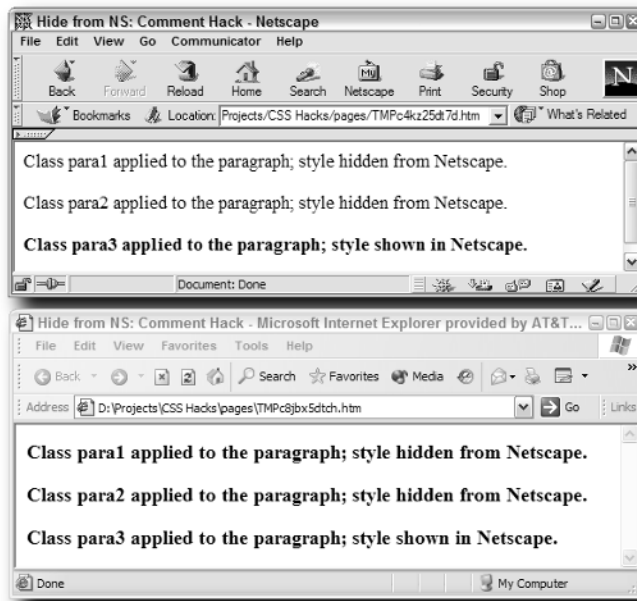 Hide from NS: Comment Hack - Netscape
File Edit View Go Communicator Help
My
N
Back Forward Reload Home Search Netscape Print Security Shop
Bookmarks Location: Projects/CSS Hacks/pages/TMPc4kz25dt7d.htm What's Related
Class para1 applied to the paragraph; style hidden from Netscape.
Class para2 applied to the paragraph; style hidden from Netscape.
Class para3 applied to the paragraph; style shown in Netscape.
Document: Done
Hide from NS: Comment Hack - Microsoft Internet Explorer provided by AT&T...
File Edit View Favorites Tools Help
Back Search Favorites Media »
Address D:\Projects\CSS Hacks\pages\TMPc8jbx5dtch.htm Go Links
Class para1 applied to the paragraph; style hidden from Netscape.
Class para2 applied to the paragraph; style hidden from Netscape.
Class para3 applied to the paragraph; style shown in Netscape.
Done My Computer